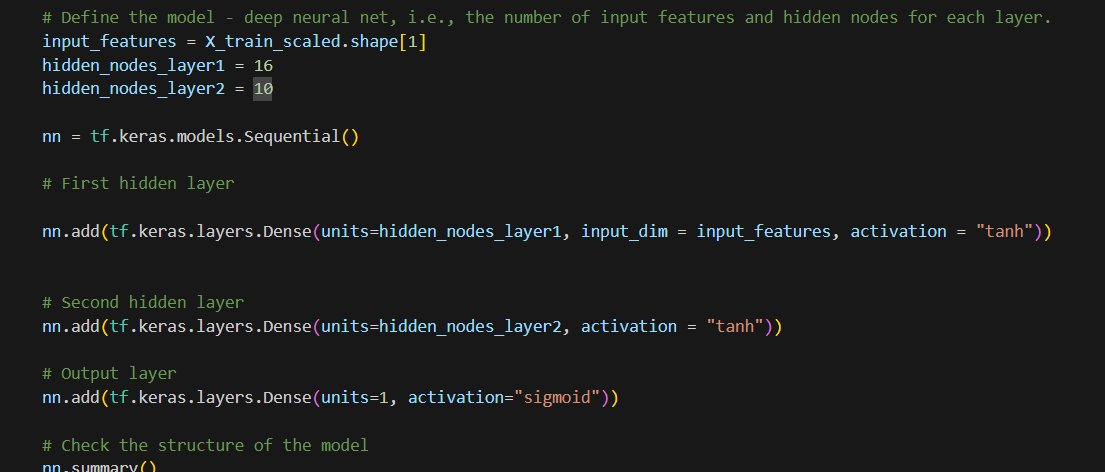 # Define the model - deep neural net, i.e., the number of input features and hidden nodes for each layer.
input_features = X_train_scaled.shape[1]
hidden_nodes_layer1 = 16
hidden_nodes_layer2 = 10
nn = tf.keras.models.Sequential()
# First hidden layer
nn.add(tf.keras.layers.Dense(units=hidden_nodes_layer1, input_dim = input_features, activation = "tanh"))
# Second hidden layer
nn.add(tf.keras.layers.Dense(units=hidden_nodes_layer2, activation = "tanh"))
# Output layer
nn.add(tf.keras.layers.Dense(units=1, activation="sigmoid"))
# Check the structure of the model
nn.summary()